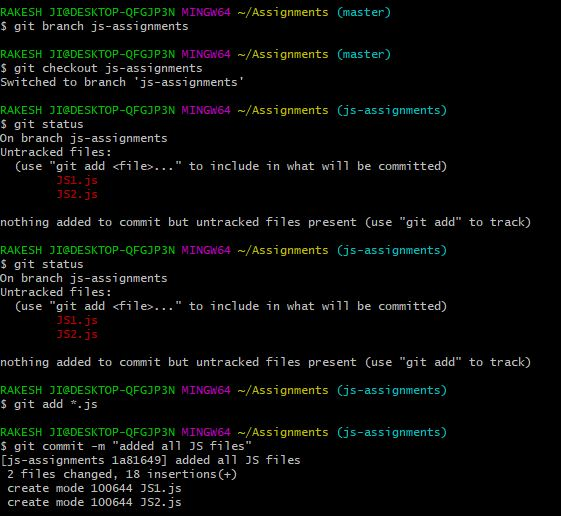 RAKESH JI@DESKTOP-QFGJP3N MINGW64 ~/Assignments (master)
$ git branch js-assignments
RAKESH JI@DESKTOP-QFGJP3N MINGW64 ~/Assignments (master)
$ git checkout js-assignments
Switched to branch 'js-assignments'
RAKESH JI@DESKTOP-QFGJP3N MINGW64 ~/Assignments (js-assignments)
$ git status
On branch js-assignments
Untracked files:
  (use "git add <file>..." to include in what will be committed)
        JS1.js
        JS2.js
nothing added to commit but untracked files present (use "git add" to track)
RAKESH JI@DESKTOP-QFGJP3N MINGW64 ~/Assignments (js-assignments)
$ git status
On branch js-assignments
Untracked files:
  (use "git add <file>..." to include in what will be committed)
        JS1.js
        JS2.js
nothing added to commit but untracked files present (use "git add" to track)
RAKESH JI@DESKTOP-QFGJP3N MINGW64 ~/Assignments (js-assignments)
$ git add *.js
RAKESH JI@DESKTOP-QFGJP3N MINGW64 ~/Assignments (js-assignments)
$ git commit -m "added all JS files"
[js-assignments 1a81649] added all JS files
 2 files changed, 18 insertions(+)
 create mode 100644 JS1.js
 create mode 100644 JS2.js